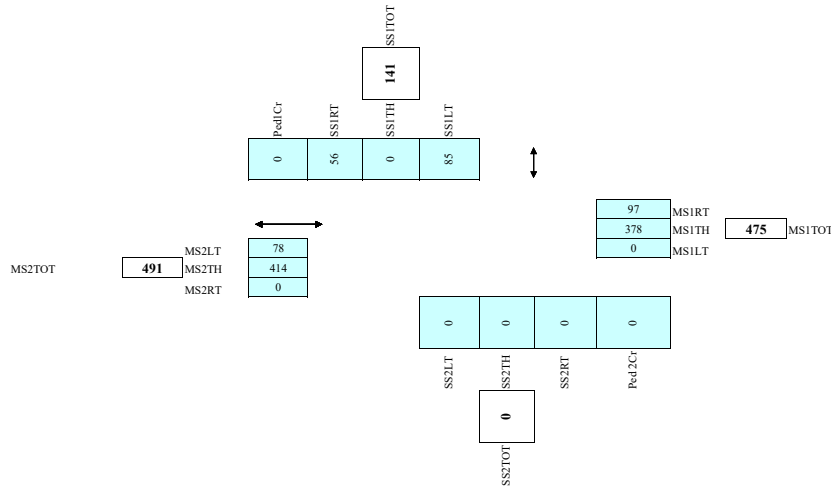 SS1TOT
141
Ped1Cr SS1RT SS1TH SS1LT
0 56 0 85
97 MS1RT
378 MS1TH 475 MS1TOT
0 MS1LT
MS2LT 78
MS2TOT 491 MS2TH 414
MS2RT 0
0 0 0 0
SS2LT SS2TH SS2RT Ped2Cr
0
SS2TOT